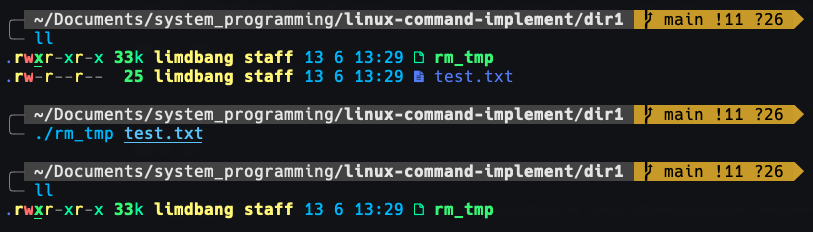 ~/Documents/system_programming/linux-command-implement/dir1 main !11 ?26
ll
.rwxr-xr-x 33k limdbang staff 13 6 13:29 rm_tmp
.rw-r--r-- 25 limdbang staff 13 6 13:29 test.txt
~/Documents/system_programming/linux-command-implement/dir1 main !11 ?26
./rm_tmp test.txt
~/Documents/system_programming/linux-command-implement/dir1 main !11 ?26
ll
.rwxr-xr-x 33k limdbang staff 13 6 13:29 rm_tmp